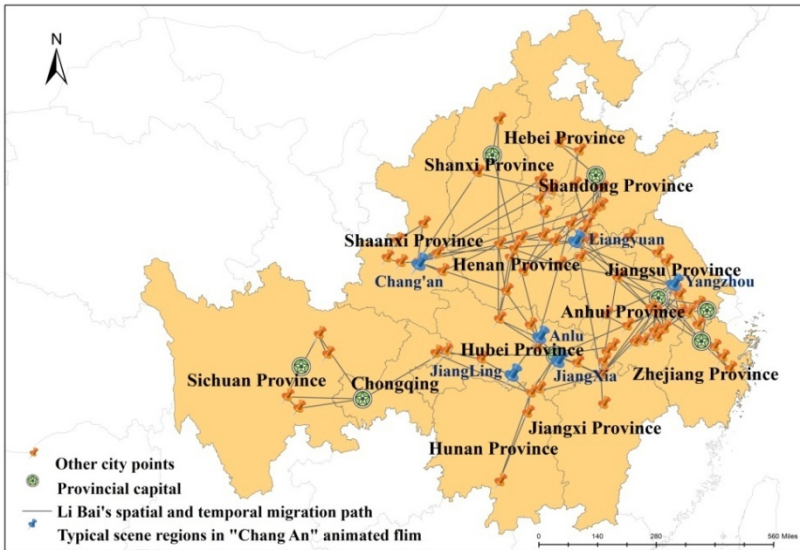 N
Hebei Province
Shanxi Province
Shandong Province
Shaanxi Province
Liangyuan
Henan Province
Chang'an
Jiangsu Province
Yangzhou
Anhui Province
Anlu
Hubei Province
JiangLing
JiangXia
Sichuan Province
Chongqing
Zhejiang Province
Jiangxi Province
Hunan Province
Other city points
Provincial capital
Li Bai's spatial and temporal migration path
Typical scene regions in "Chang An" animated flim
0 140 280 560 Miles